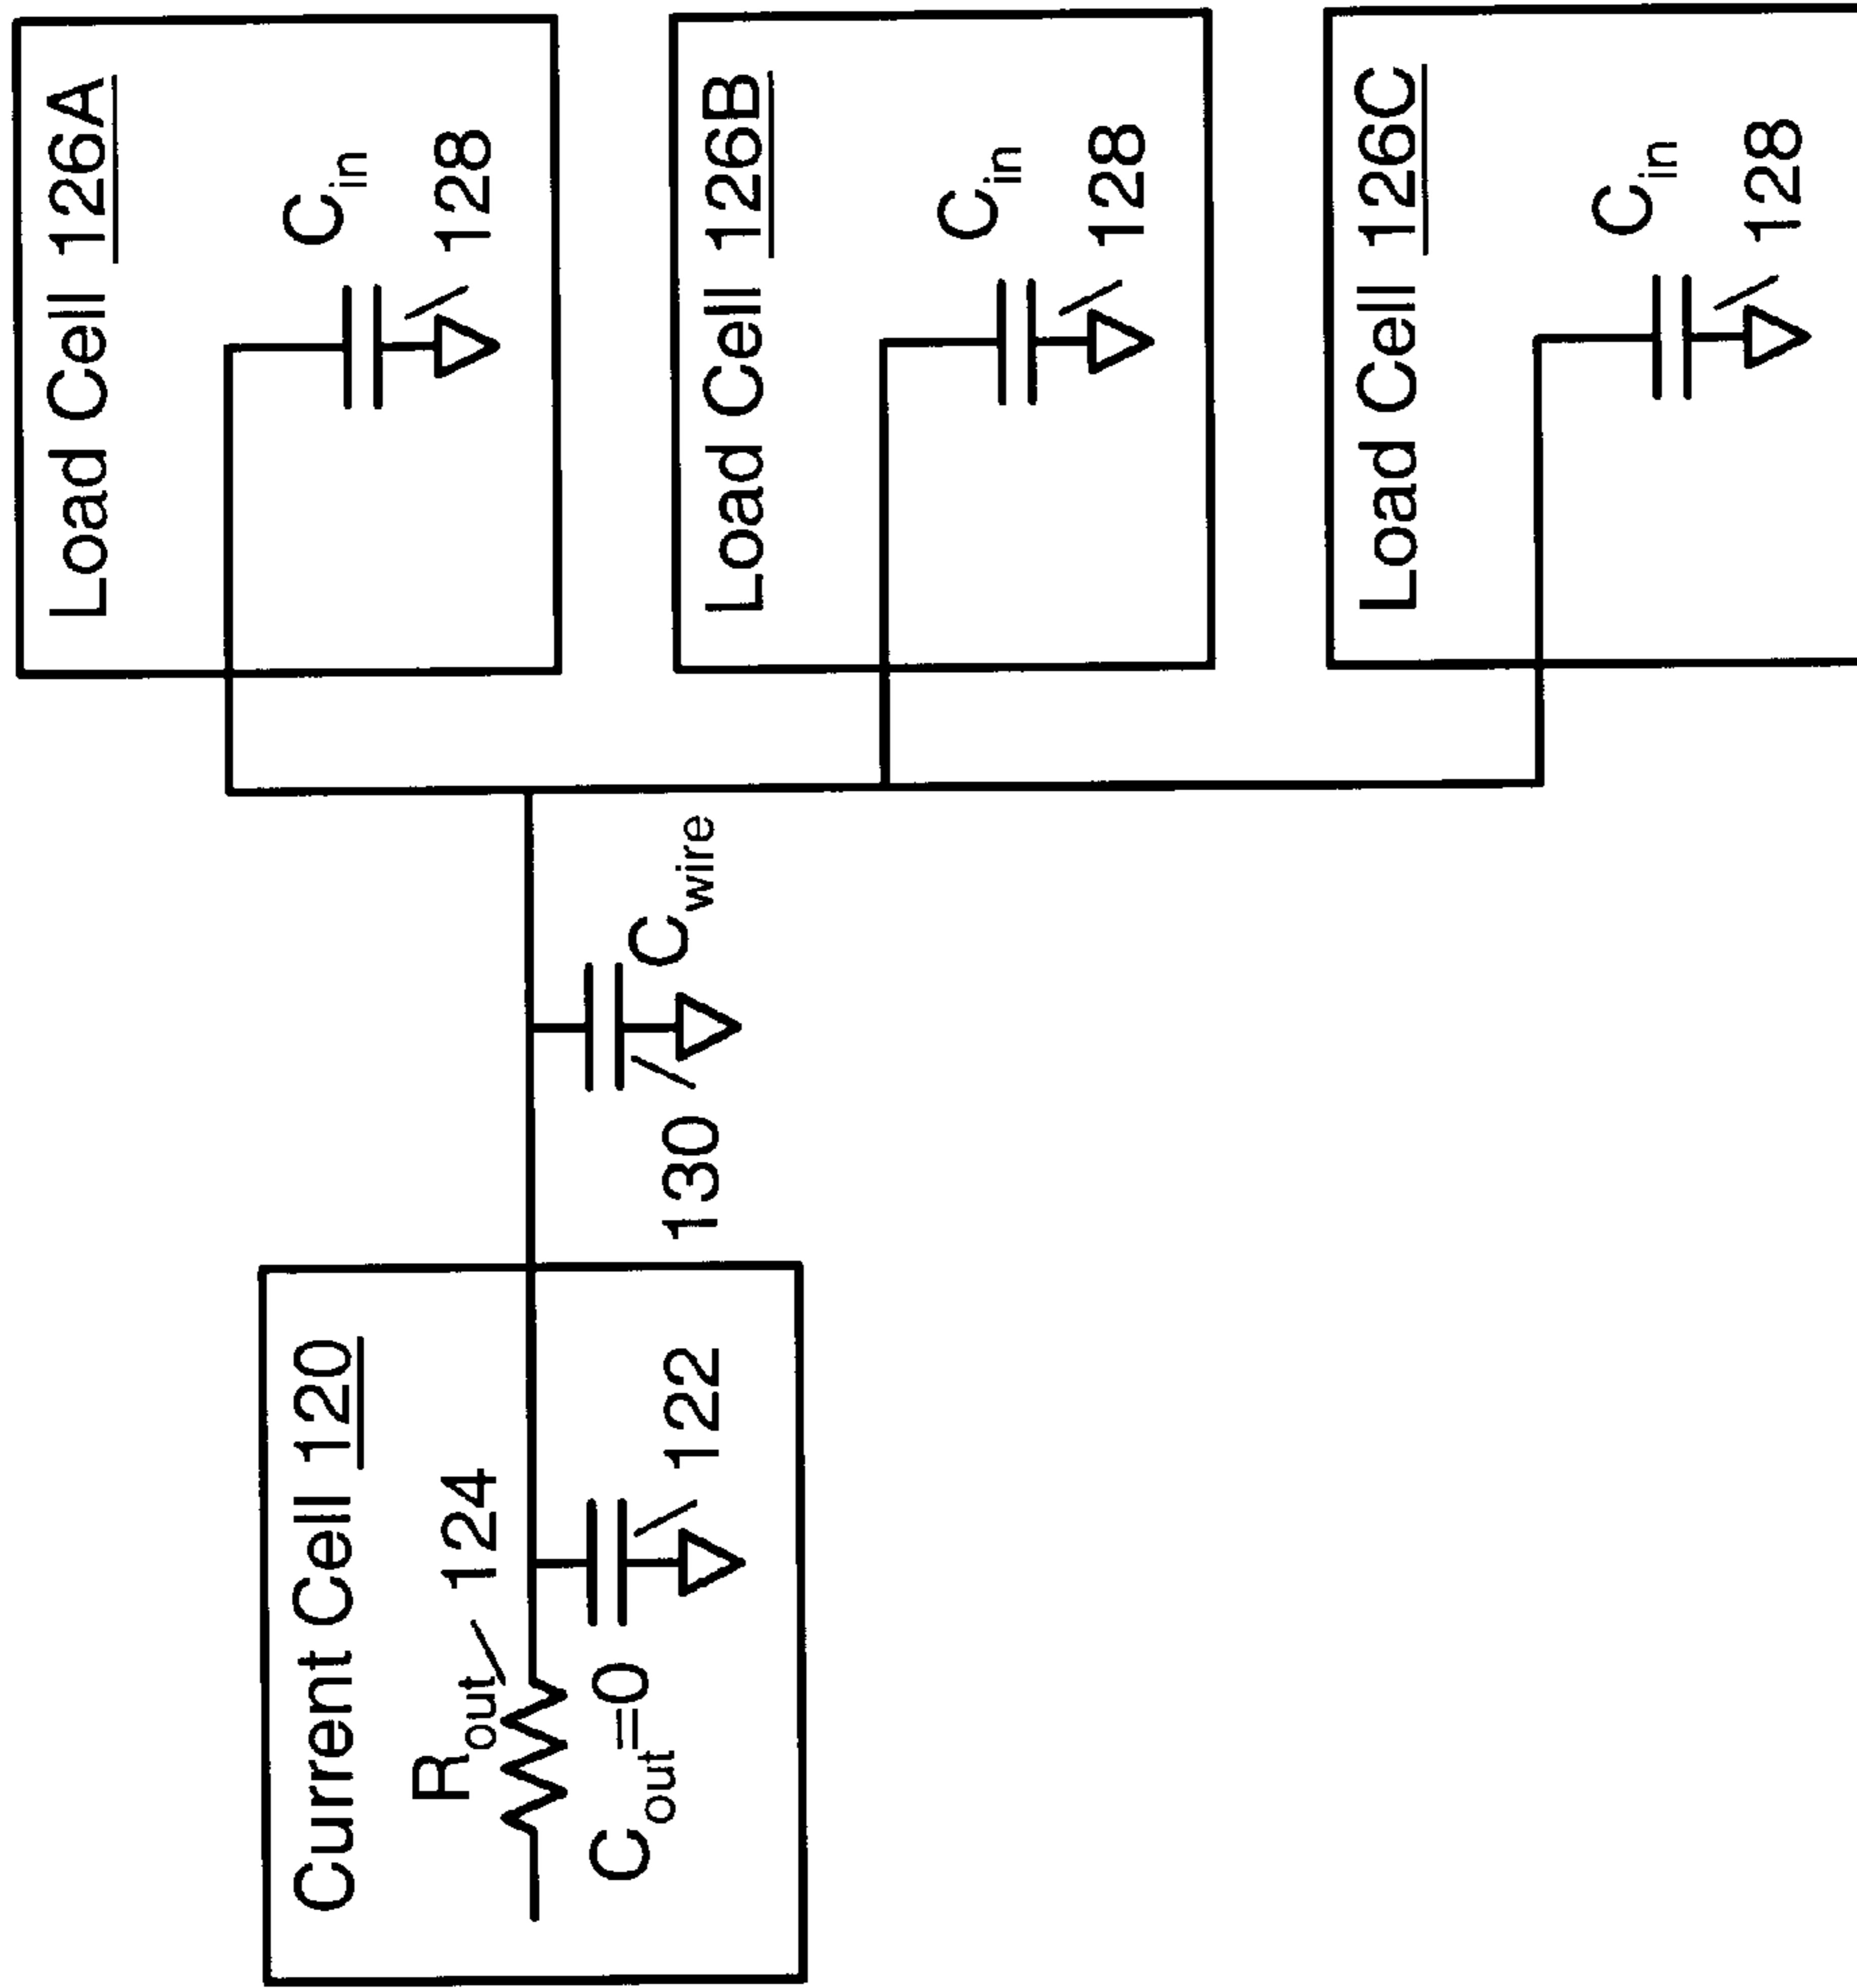 Current Cell 120
R_out 124
C_out=0
122
130
C_wire
Load Cell 126A
C_in
128
Load Cell 126B
C_in
128
Load Cell 126C
C_in
128